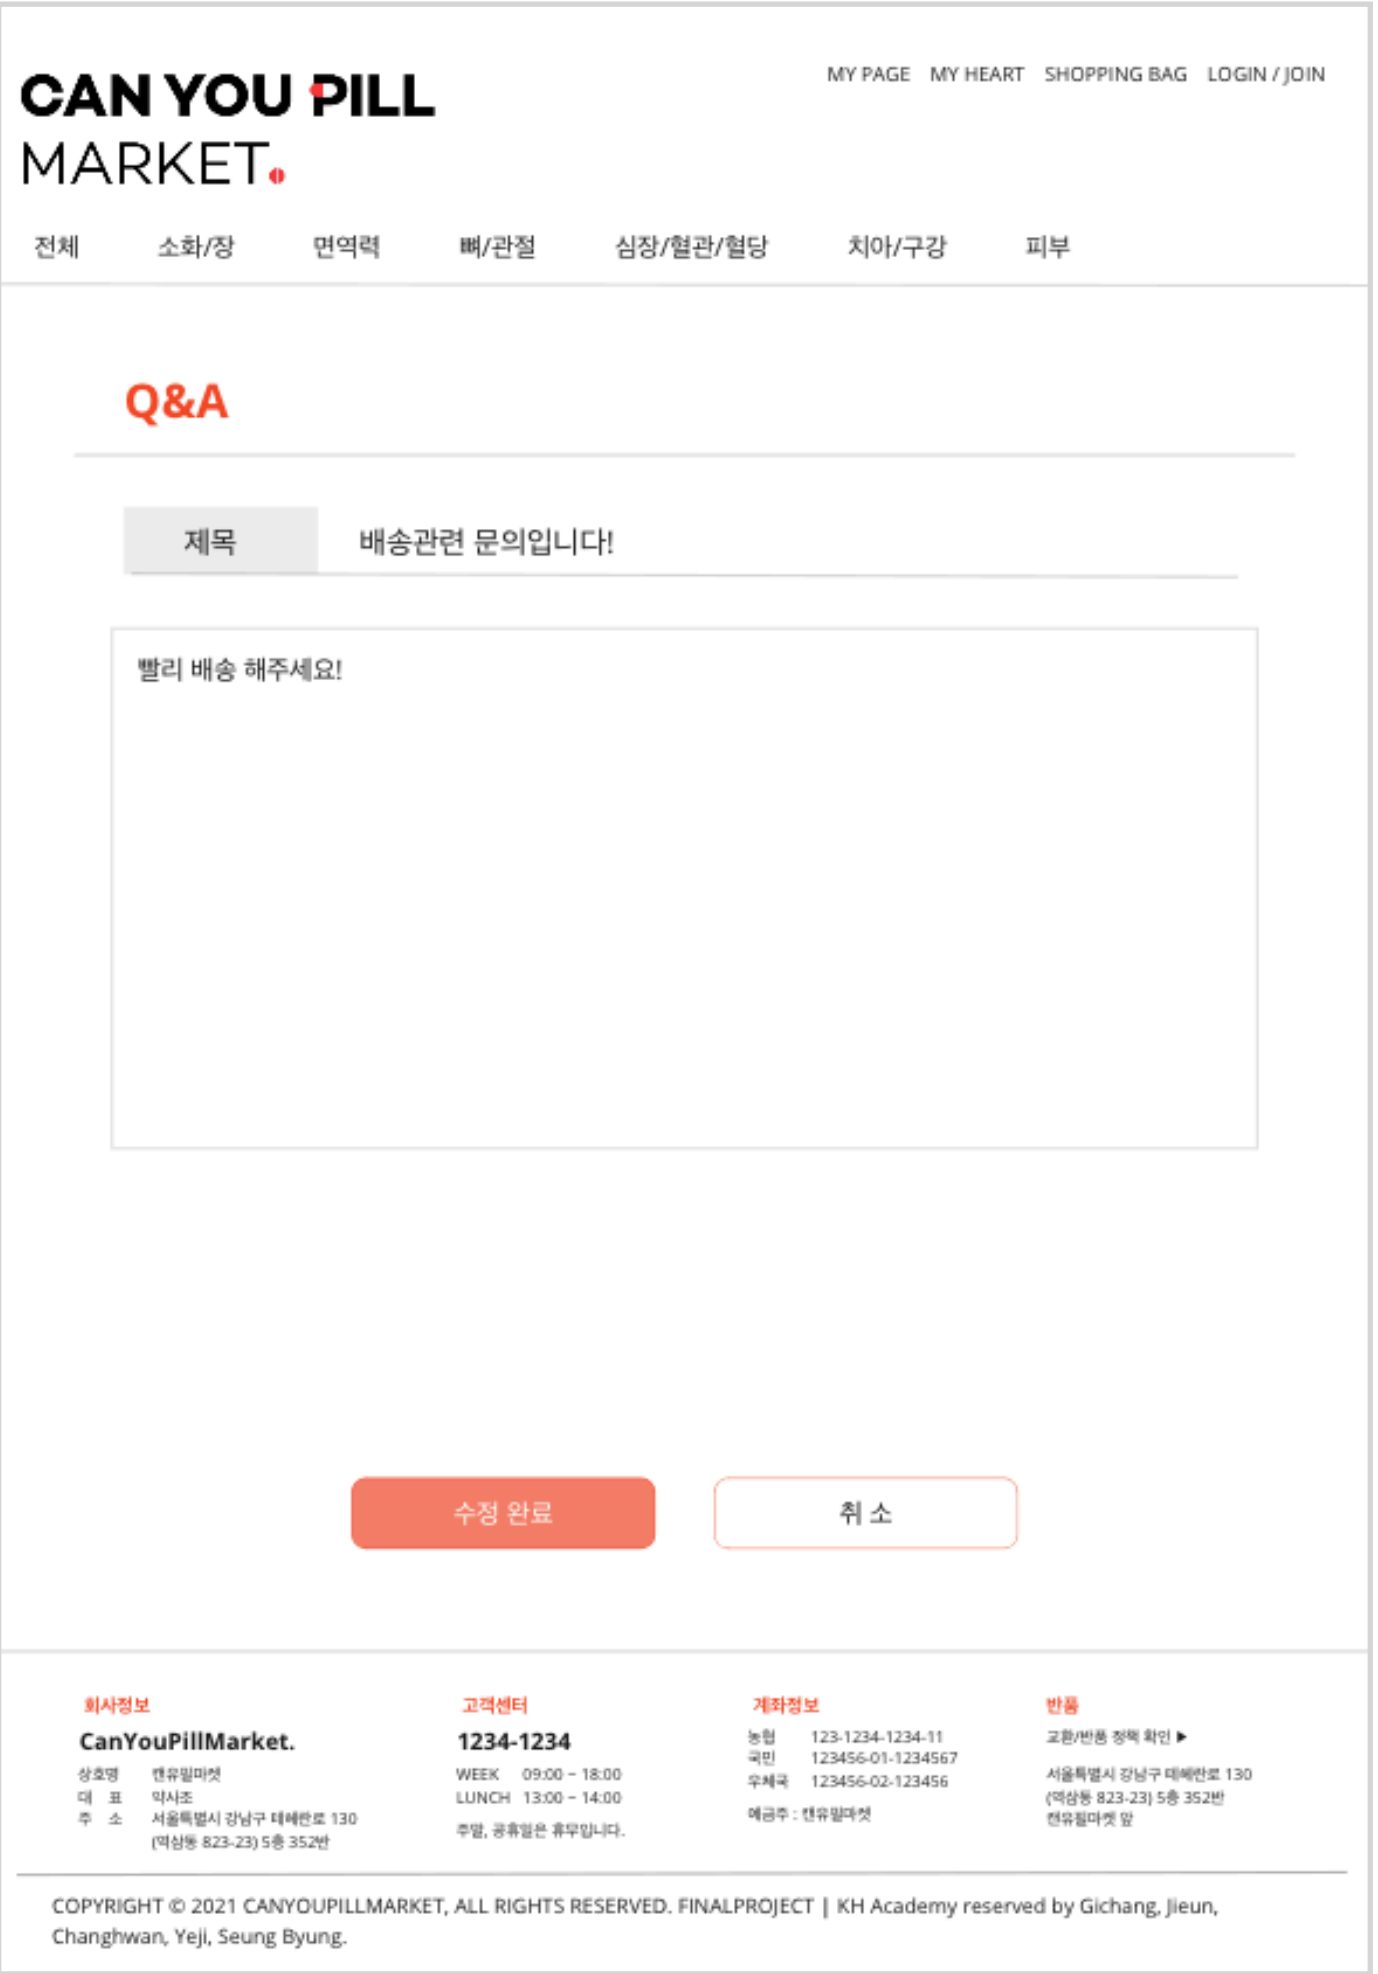 MY PAGE MY HEART SHOPPING BAG LOGIN / JOIN
CAN YOU PILL
MARKET.
전체 소화/장 면역력 뼈/관절 심장/혈관/혈당 치아/구강 피부
Q&A
제목 배송관련 문의입니다!
빨리 배송 해주세요!
수정 완료 취 소
회사정보
CanYouPillMarket.
상호명 캔유필마켓
대 표 약사조
주 소 서울특별시 강남구 테헤란로 130
(역삼동 823-23) 5층 352반
고객센터
1234-1234
WEEK 09:00 ~ 18:00
LUNCH 13:00 ~ 14:00
주말, 공휴일은 휴무입니다.
계좌정보
농협 123-1234-1234-11
국민 123456-01-1234567
우체국 123456-02-123456
예금주 : 캔유필마켓
반품
교환/반품 정책 확인 ▶
서울특별시 강남구 테헤란로 130
(역삼동 823-23) 5층 352반
캔유필마켓 앞
COPYRIGHT © 2021 CANYOUPILLMARKET, ALL RIGHTS RESERVED. FINALPROJECT | KH Academy reserved by Gichang, Jieun,
Changhwan, Yeji, Seung Byung.